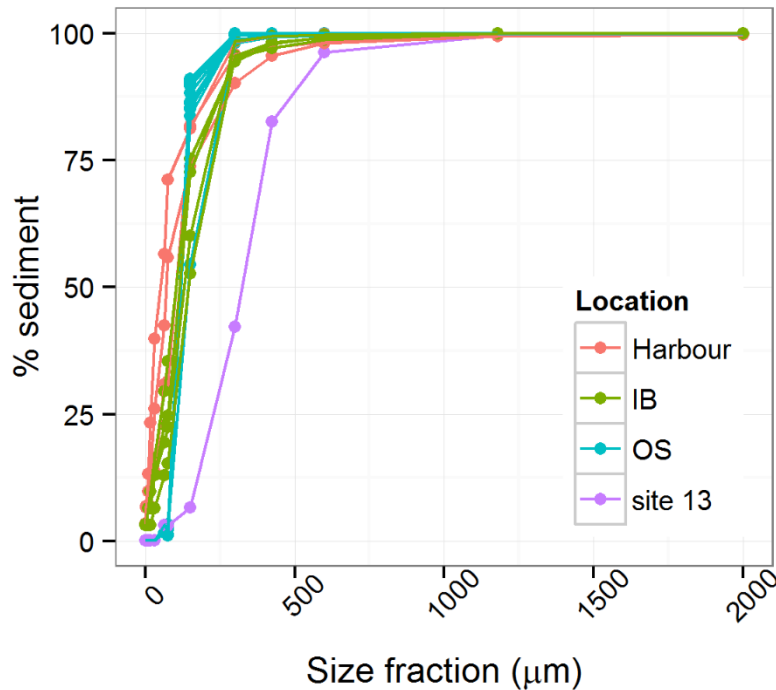 % sediment
100
75
50
25
0
0
500
1000
1500
2000
Size fraction (μm)
Location
Harbour
IB
OS
site 13